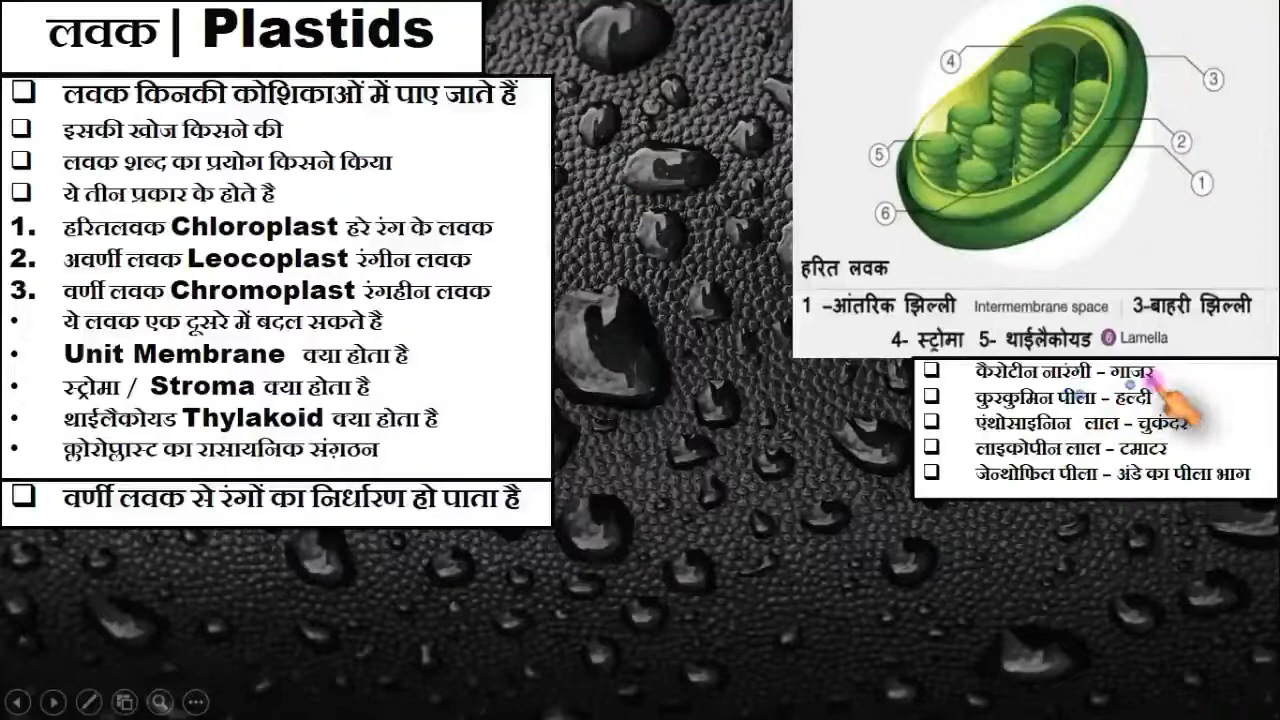 लवक | Plastids
लवक किनकी कोशिकाओं में पाए जाते हैं
इसकी खोज किसने की
लवक शब्द का प्रयोग किसने किया
ये तीन प्रकार के होते है
1. हरितलवक Chloroplast हरे रंग के लवक
2. अवर्णी लवक Leocoplast रंगीन लवक
3. वर्णी लवक Chromoplast रंगहीन लवक
• ये लवक एक दूसरे में बदल सकते है
• Unit Membrane क्या होता है
• स्ट्रोमा / Stroma क्या होता है
• थाईलैकोयड Thylakoid क्या होता है
• क्लोरोप्लास्ट का रासायनिक संग़ठन
वर्णी लवक से रंगों का निर्धारण हो पाता है
4
3
2
5
1
6
हरित लवक
1 -आंतरिक झिल्ली Intermembrane space 3-बाहरी झिल्ली
4- स्ट्रोमा 5- थाईलैकोयड 6 Lamella
कैरोटीन नारंगी - गाजर
कुरकुमिन पीला - हल्दी
एंथोसाइनिन लाल - चुकंदर
लाइकोपीन लाल - टमाटर
जेन्थोफिल पीला - अंडे का पीला भाग